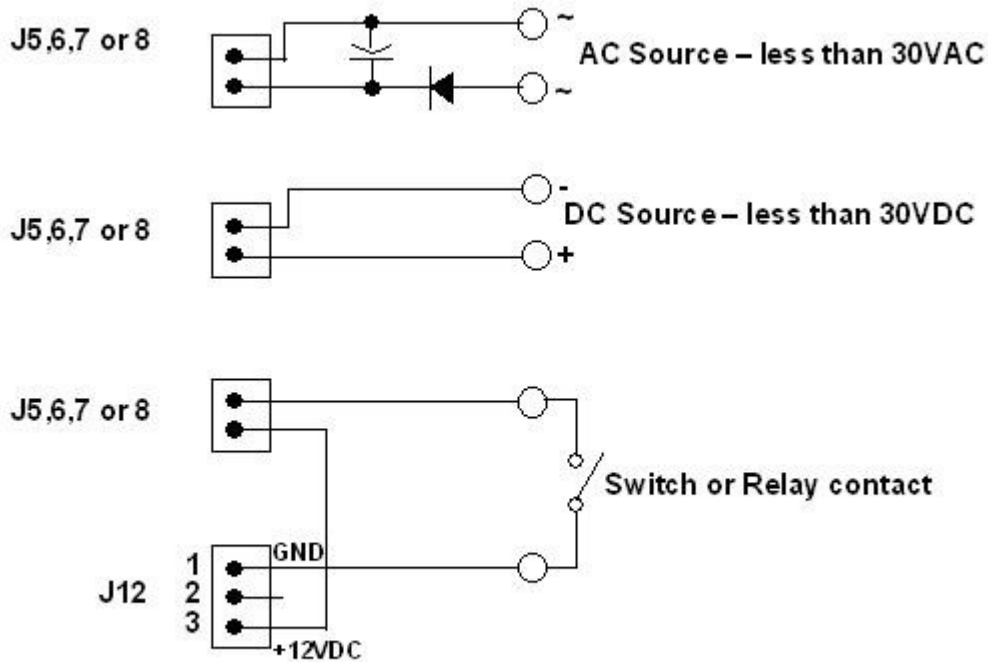 J5,6,7 or 8
~
AC Source – less than 30VAC
~
J5,6,7 or 8
-
DC Source – less than 30VDC
+
J5,6,7 or 8
Switch or Relay contact
J12
1
GND
2
3
+12VDC